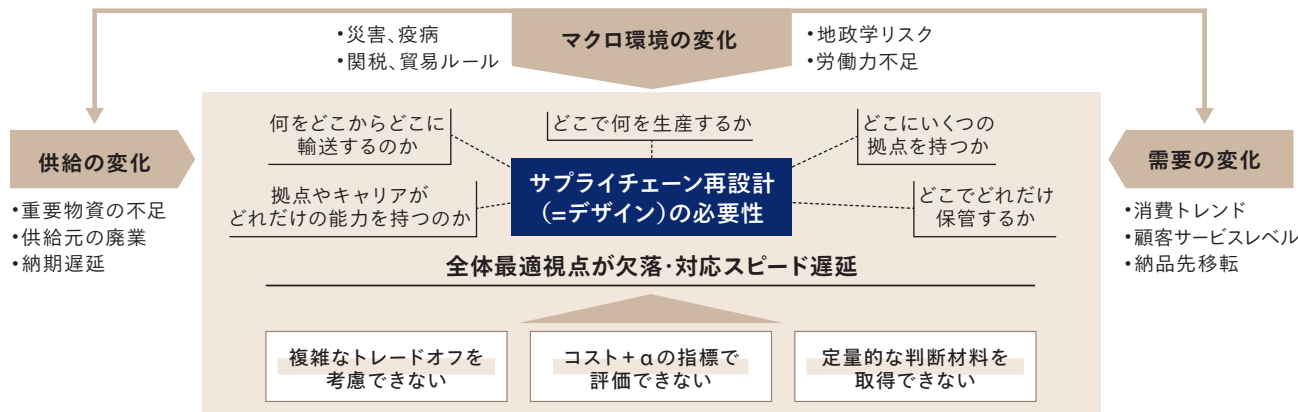 マクロ環境の変化
•災害、疫病
•関税、貿易ルール
•地政学リスク
•労働力不足
供給の変化
•重要物資の不足
•供給元の廃業
•納期遅延
需要の変化
•消費トレンド
•顧客サービスレベル
•納品先移転
何をどこからどこに
輸送するのか
どこで何を生産するか
どこにいくつの
拠点を持つか
拠点やキャリアが
どれだけの能力を持つのか
サプライチェーン再設計
(=デザイン)の必要性
どこでどれだけ
保管するか
全体最適視点が欠落・対応スピード遅延
複雑なトレードオフを
考慮できない
コスト+αの指標で
評価できない
定量的な判断材料を
取得できない